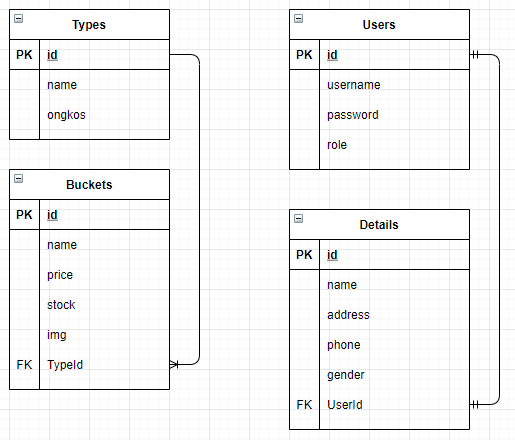 Types
PK id
name
ongkos
Buckets
PK id
name
price
stock
img
FK TypeId
Users
PK id
username
password
role
Details
PK id
name
address
phone
gender
FK UserId